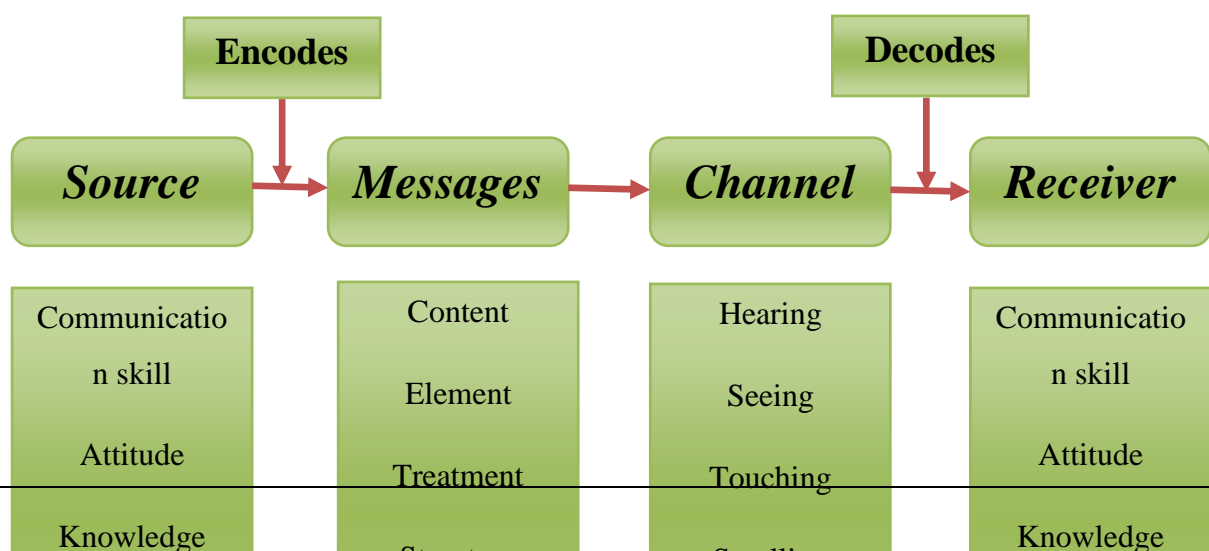 Encodes
Decodes
Source
Messages
Channel
Receiver
Communicatio
n skill
Attitude
Knowledge
Content
Element
Treatment
Hearing
Seeing
Touching
Communicatio
n skill
Attitude
Knowledge